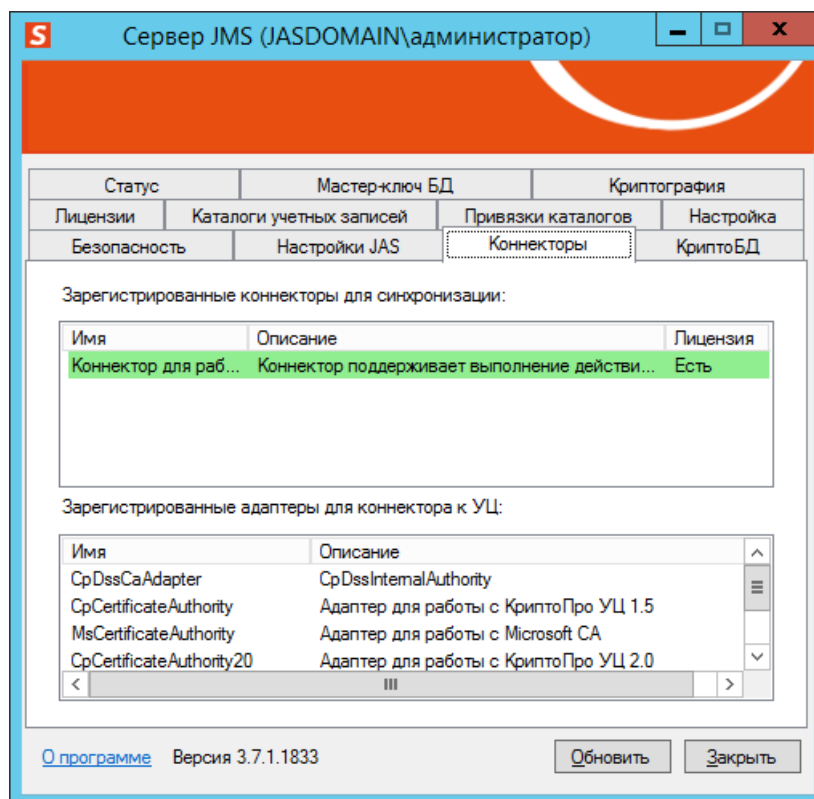 S Сервер JMS (JASDOMAIN\администратор)
Статус Мастер-ключ БД Криптография
Лицензии Каталоги учетных записей Привязки каталогов Настройка
Безопасность Настройки JAS Коннекторы КриптоБД
Зарегистрированные коннекторы для синхронизации:
Имя Описание Лицензия
Коннектор для раб... Коннектор поддерживает выполнение действи... Есть
Зарегистрированные адаптеры для коннектора к УЦ:
Имя Описание
CpDssCaAdapter CpDssInternalAuthority
CpCertificateAuthority Адаптер для работы с КриптоПро УЦ 1.5
MsCertificateAuthority Адаптер для работы с Microsoft CA
CpCertificateAuthority20 Адаптер для работы с КриптоПро УЦ 2.0
О программе Версия 3.7.1.1833 Обновить Закрыть